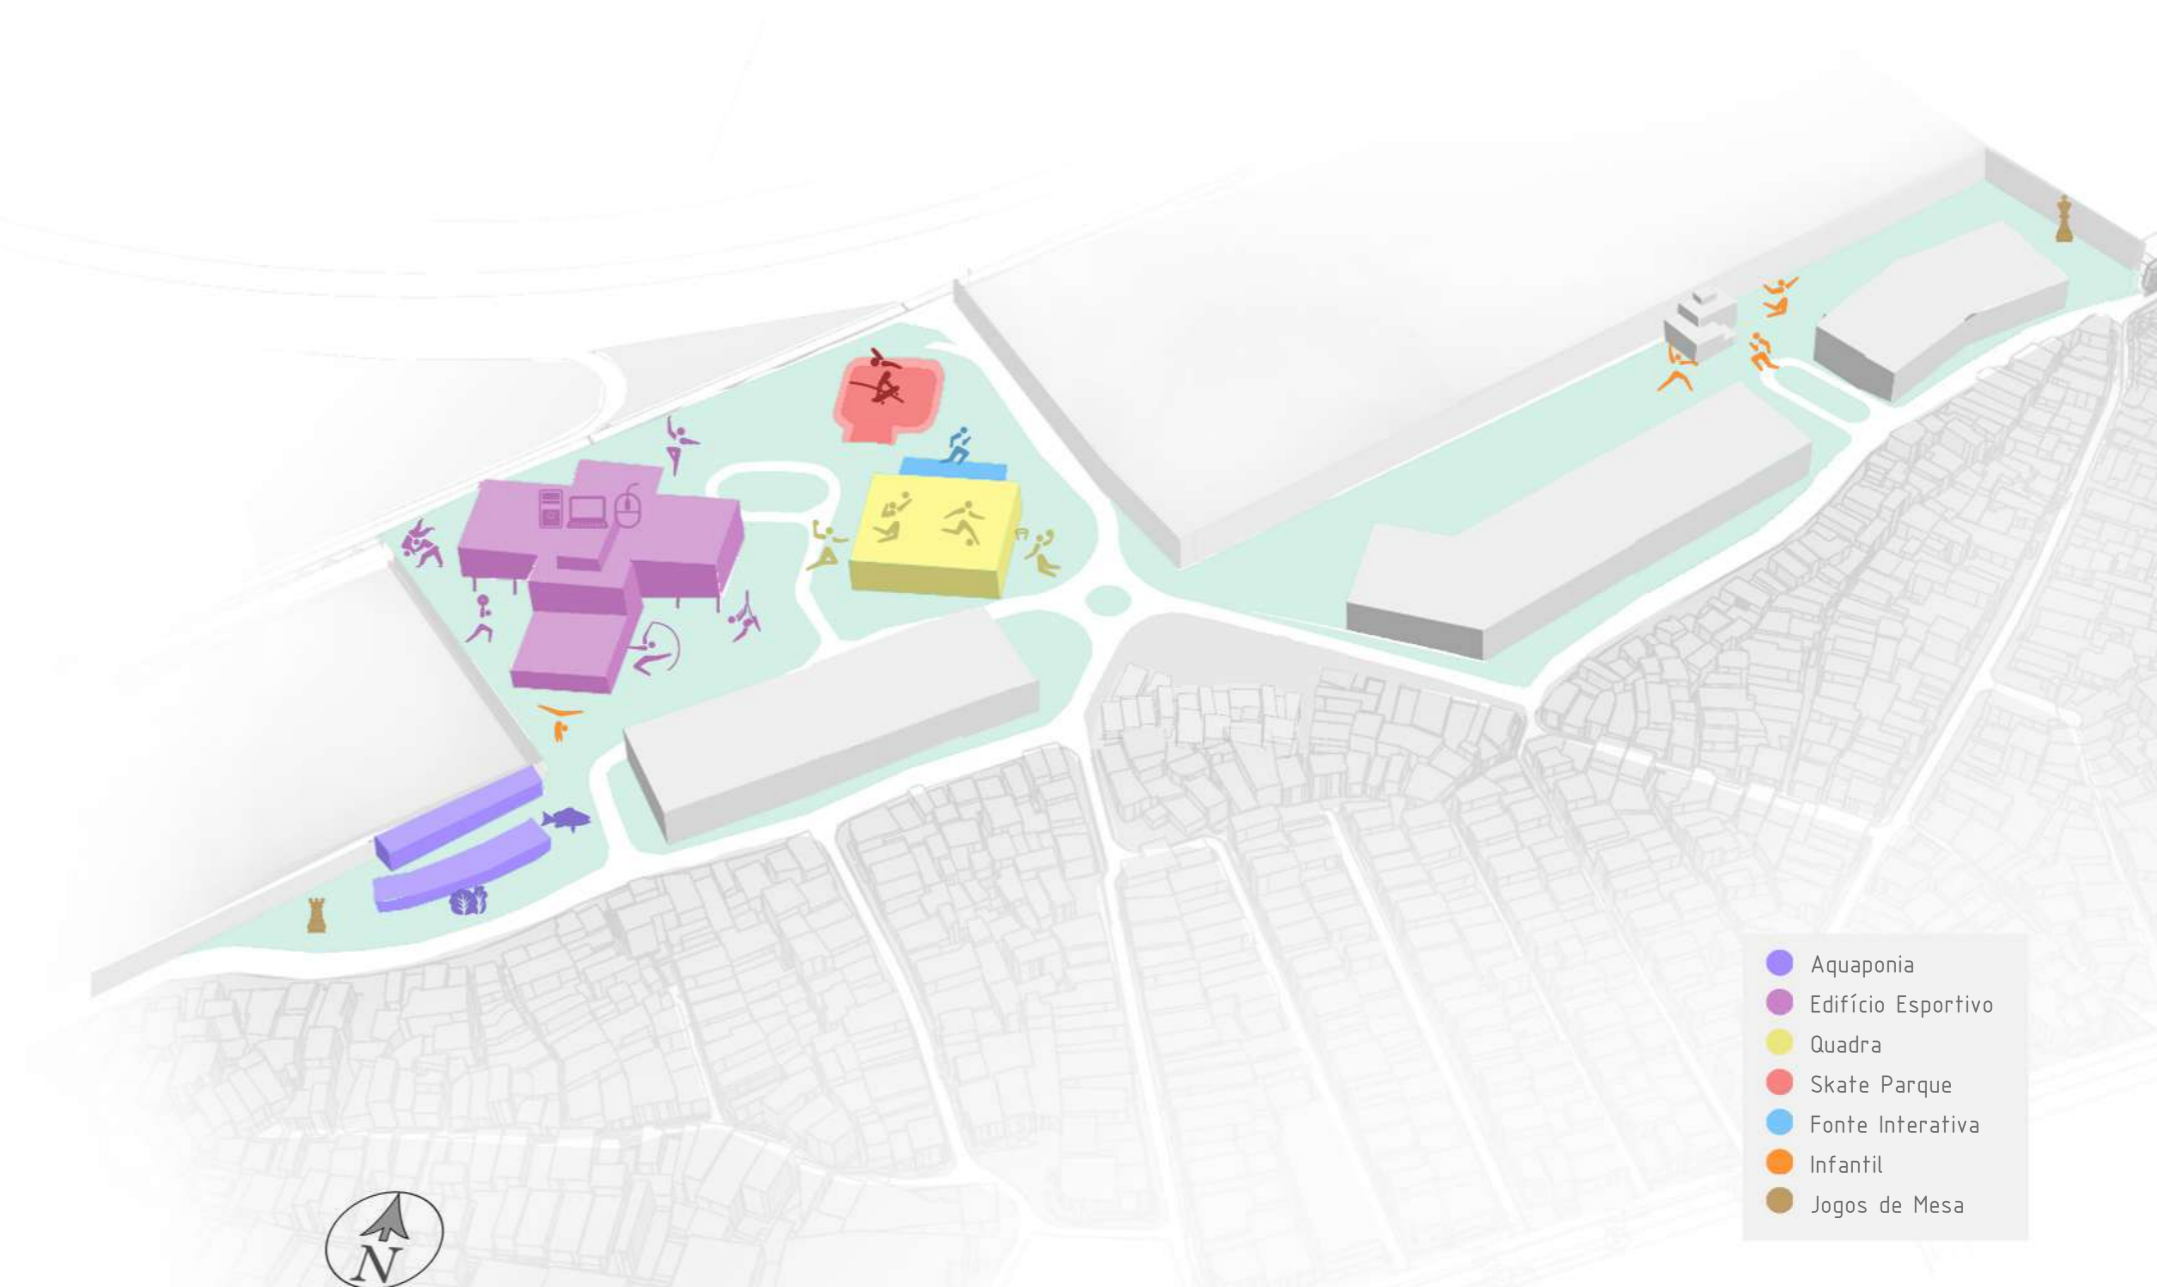 Aquaponia
Edifício Esportivo
Quadra
Skate Parque
Fonte Interativa
Infantil
Jogos de Mesa
N